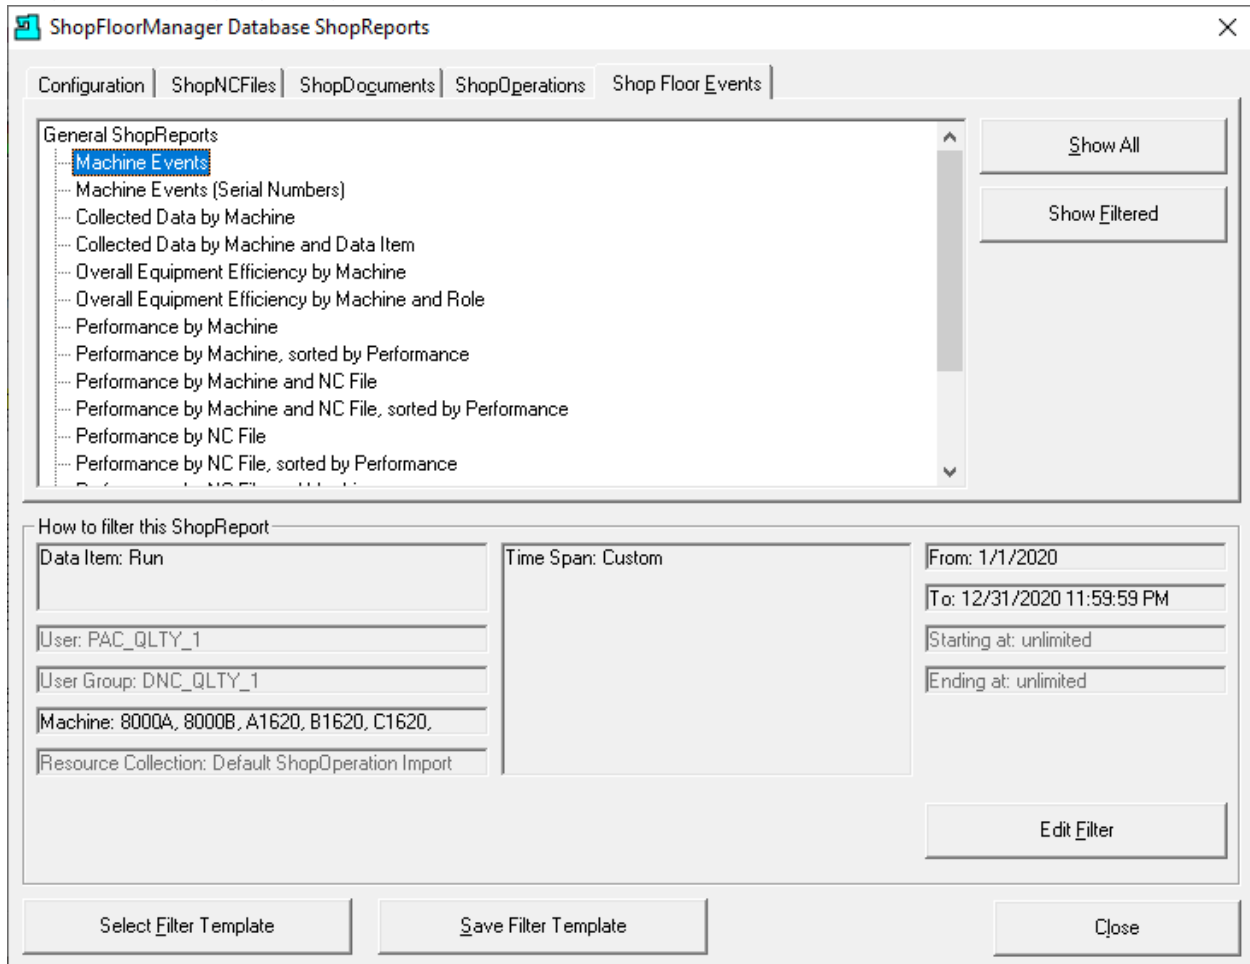 ShopFloorManager Database ShopReports
Configuration ShopNCFiles ShopDocuments ShopOperations Shop Floor Events
General ShopReports
Machine Events
Machine Events (Serial Numbers)
Collected Data by Machine
Collected Data by Machine and Data Item
Overall Equipment Efficiency by Machine
Overall Equipment Efficiency by Machine and Role
Performance by Machine
Performance by Machine, sorted by Performance
Performance by Machine and NC File
Performance by Machine and NC File, sorted by Performance
Performance by NC File
Performance by NC File, sorted by Performance
Show All
Show Filtered
How to filter this ShopReport
Data Item: Run
User: PAC_QLTY_1
User Group: DNC_QLTY_1
Machine: 8000A, 8000B, A1620, B1620, C1620,
Resource Collection: Default ShopOperation Import
Time Span: Custom
From: 1/1/2020
To: 12/31/2020 11:59:59 PM
Starting at: unlimited
Ending at: unlimited
Edit Filter
Select Filter Template
Save Filter Template
Close